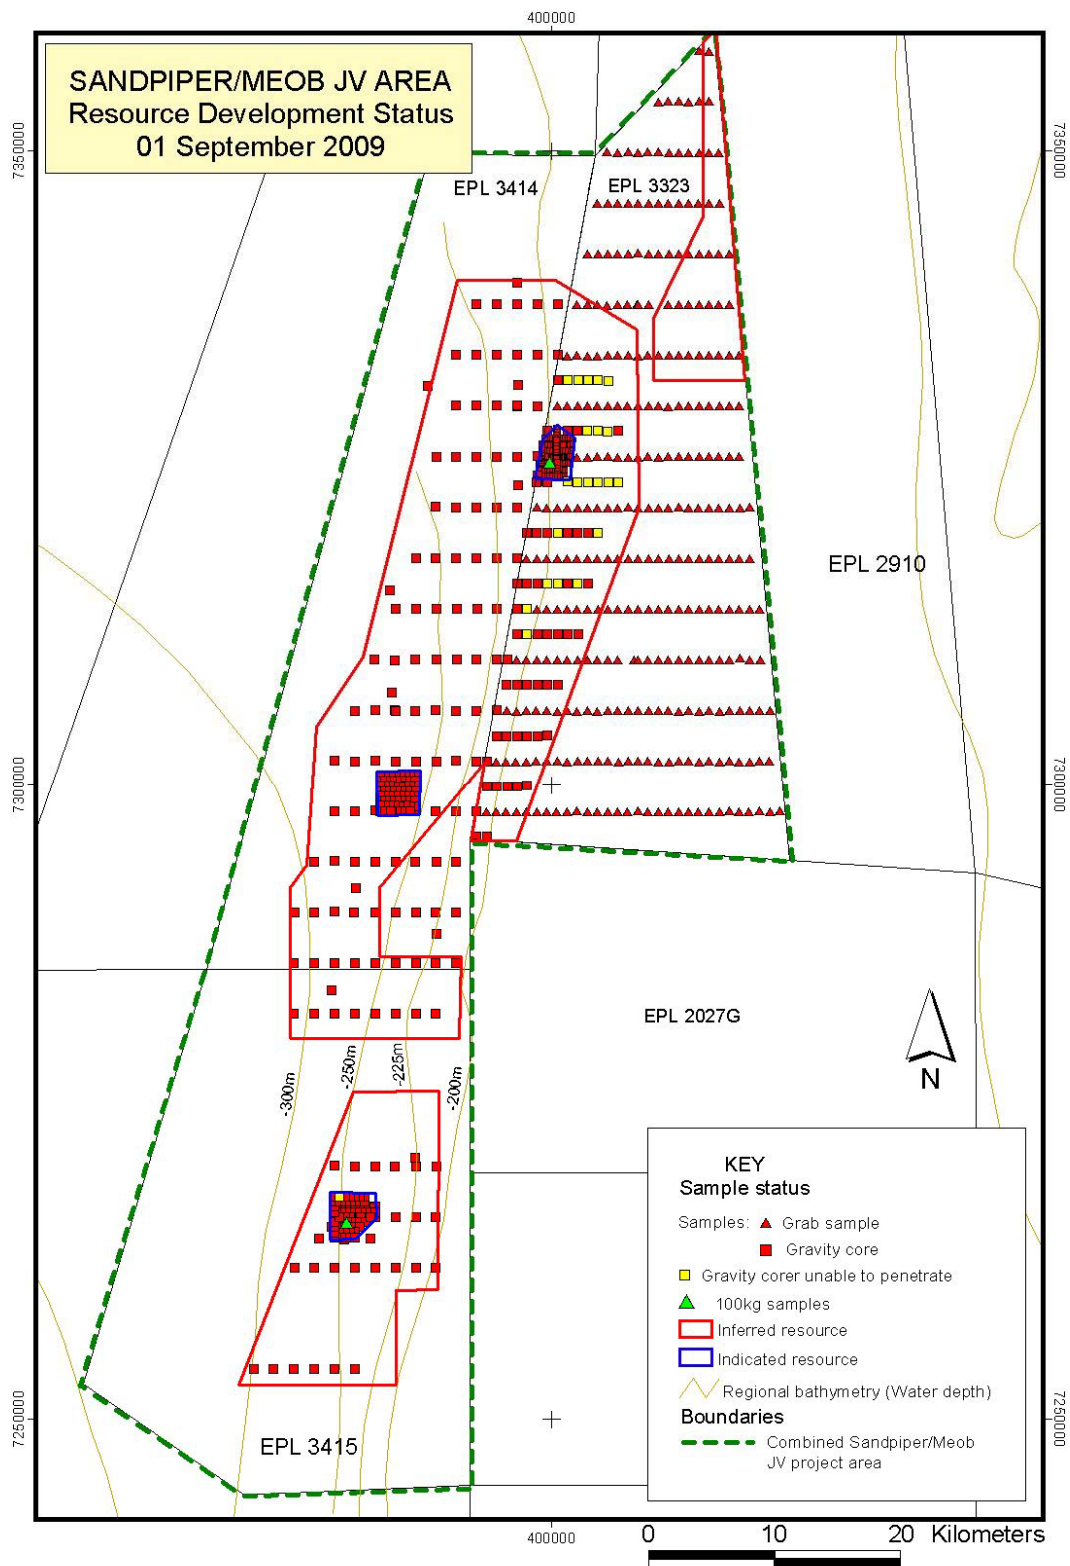 400000
SANDPIPER/MEOB JV AREA
Resource Development Status
01 September 2009
7350000
7350000
EPL 3414
EPL 3323
EPL 2910
7300000
7300000
EPL 2027G
N
-300m
-250m
-225m
-200m
KEY
Sample status
Samples: Grab sample
Gravity core
Gravity corer unable to penetrate
100kg samples
Inferred resource
Indicated resource
Regional bathymetry (Water depth)
Boundaries
Combined Sandpiper/Meob
JV project area
7250000
7250000
EPL 3415
400000
0 10 20 Kilometers